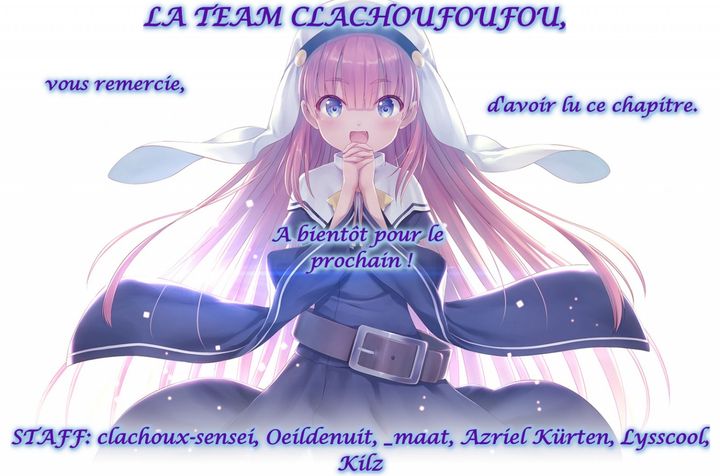 LA TEAM CLACHOUFOUFOU,
vous remercie,
d'avoir lu ce chapitre.
A bientôt pour le
prochain !
STAFF: clachoux-sensei, Oeildenuit, _maat, Azriel Kürten, Lysscool,
Kilz